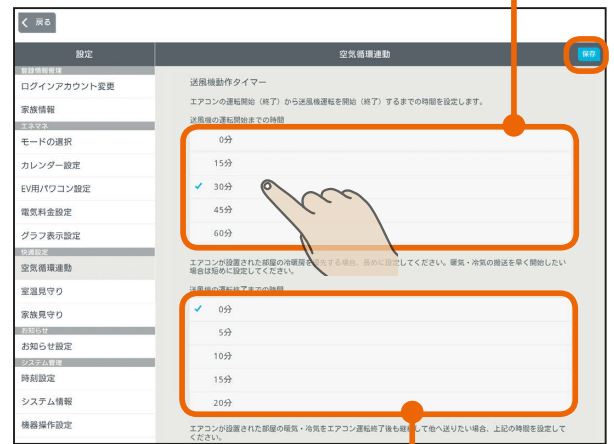 戻る
設定
空気循環連動
保存
登録情報管理
ログインアカウント変更
家族情報
エネマネ
モードの選択
カレンダー設定
EV用パワコン設定
電気料金設定
グラフ表示設定
快適設定
空気循環連動
室温見守り
家族見守り
お知らせ
お知らせ設定
システム管理
時刻設定
システム情報
機器操作設定
送風機動作タイマー
エアコンの運転開始（終了）から送風機運転を開始（終了）するまでの時間を設定します。
送風機の運転開始までの時間
0分
15分
30分
45分
60分
エアコンが設置された部屋の冷暖房を
する場合、長めに設定してください。暖気・冷気の搬送を早く開始したい
場合は短めに設定してください。
送風機の運転終了までの時間
0分
5分
10分
15分
20分
エアコンが設置された部屋の暖気・冷気をエアコン運転終了後も継続して他へ送りたい場合、上記の時間を設定して
ください。